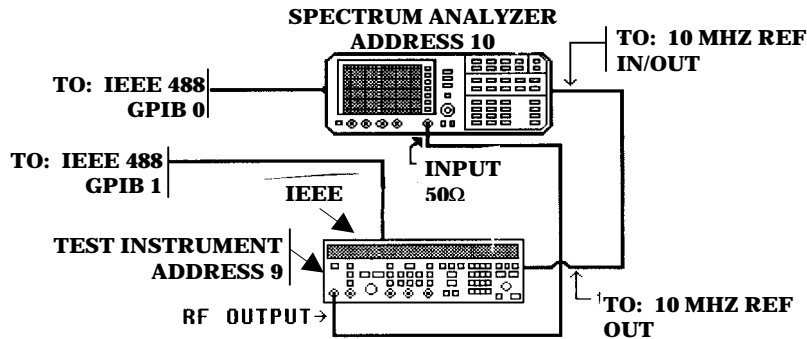 SPECTRUM ANALYZER
ADDRESS 10
TO: 10 MHZ REF
IN/OUT
TO: IEEE 488
GPIB 0
TO: IEEE 488
GPIB 1
INPUT
50Ω
IEEE
TEST INSTRUMENT
ADDRESS 9
RF OUTPUT→
TO: 10 MHZ REF
OUT